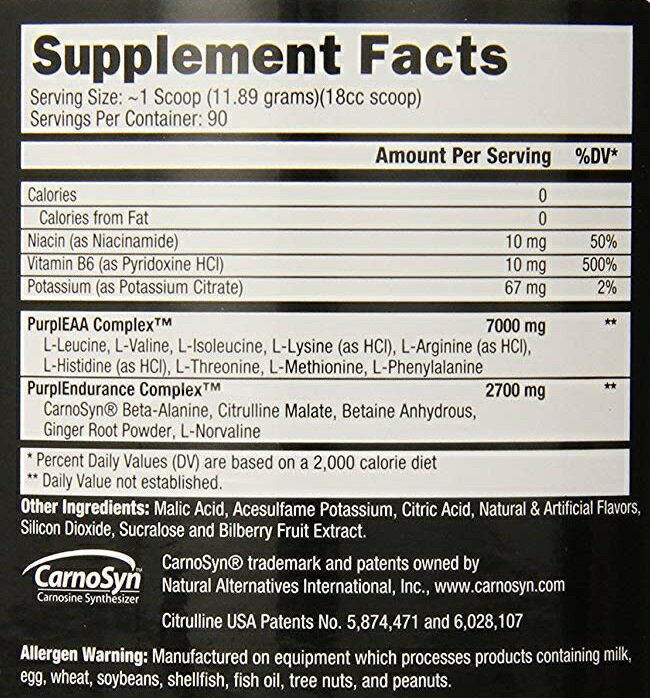 Supplement Facts
Serving Size: ~1 Scoop (11.89 grams)(18cc scoop)
Servings Per Container: 90
Amount Per Serving %DV*
Calories 0
Calories from Fat 0
Niacin (as Niacinamide) 10 mg 50%
Vitamin B6 (as Pyridoxine HCl) 10 mg 500%
Potassium (as Potassium Citrate) 67 mg 2%
PurplEAA Complex™ 7000 mg **
L-Leucine, L-Valine, L-Isoleucine, L-Lysine (as HCl), L-Arginine (as HCl),
L-Histidine (as HCl), L-Threonine, L-Methionine, L-Phenylalanine
PurplEndurance Complex™ 2700 mg **
CarnoSyn® Beta-Alanine, Citrulline Malate, Betaine Anhydrous,
Ginger Root Powder, L-Norvaline
* Percent Daily Values (DV) are based on a 2,000 calorie diet
** Daily Value not established.
Other Ingredients: Malic Acid, Acesulfame Potassium, Citric Acid, Natural & Artificial Flavors,
Silicon Dioxide, Sucralose and Bilberry Fruit Extract.
CarnoSyn™
Carnosine Synthesizer
CarnoSyn® trademark and patents owned by
Natural Alternatives International, Inc., www.carnosyn.com
Citrulline USA Patents No. 5,874,471 and 6,028,107
Allergen Warning: Manufactured on equipment which processes products containing milk,
egg, wheat, soybeans, shellfish, fish oil, tree nuts, and peanuts.